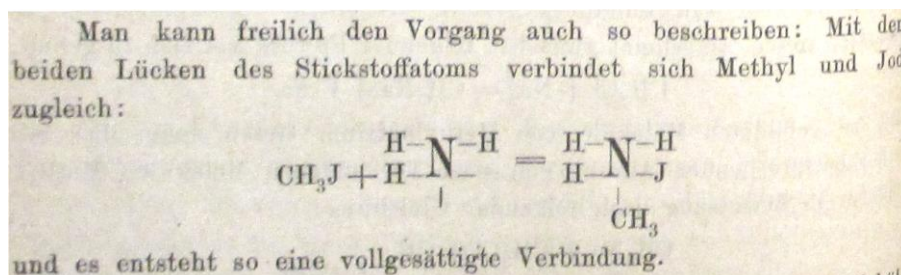 Man kann freilich den Vorgang auch so beschreiben: Mit den
beiden Lücken des Stickstoffatoms verbindet sich Methyl und Jod
zugleich:
H–N–H = H–N–H
CH₃J + H– – H– –J
CH₃
und es entsteht so eine vollgesättigte Verbindung.